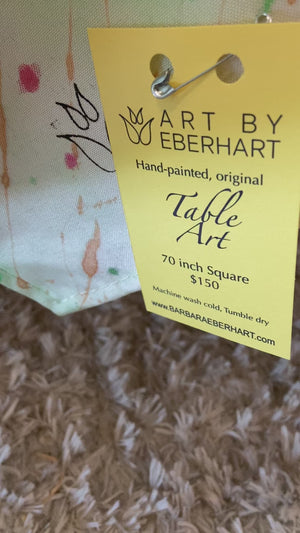 ART BY
EBERHART
Hand-painted, original
Table
Art
70 inch Square
$150
Machine wash cold, Tumble dry
www.BARBARAEBERHART.com